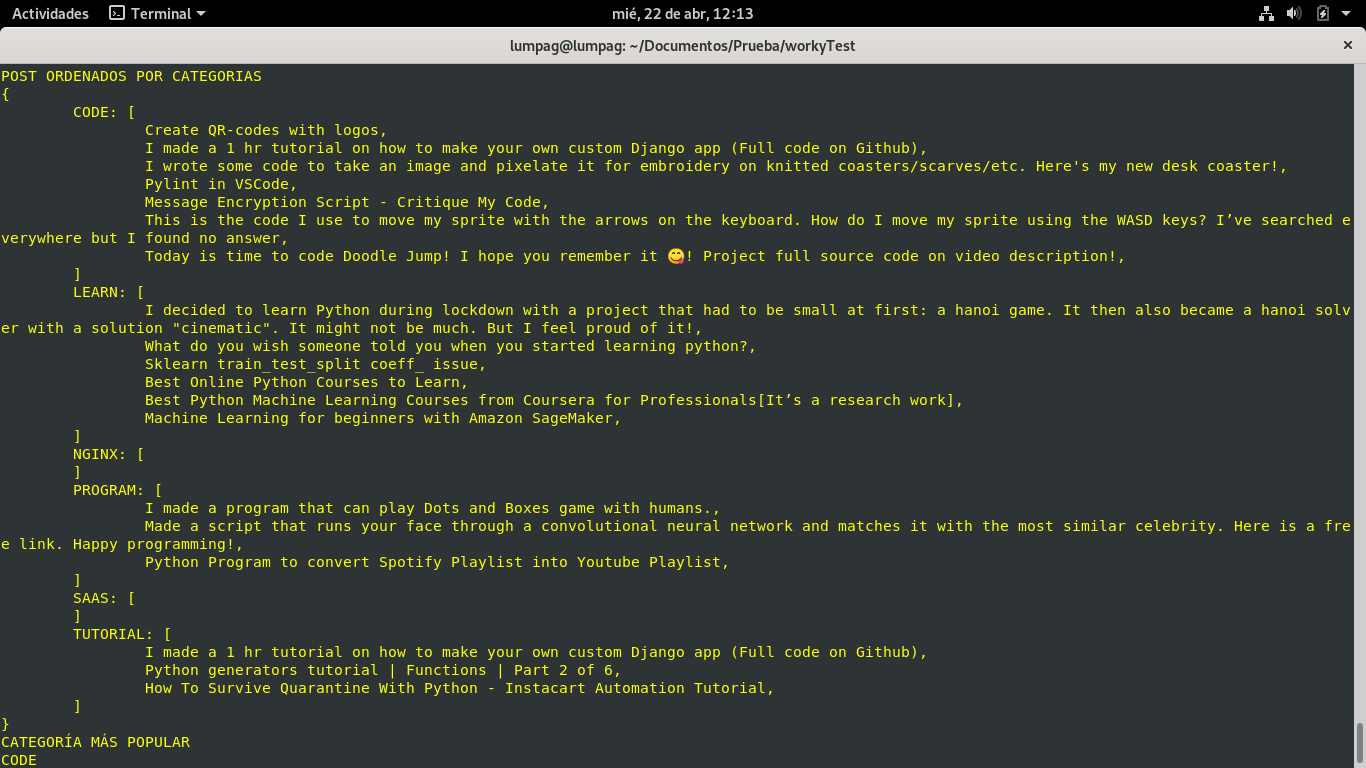 Actividades Terminal mié, 22 de abr, 12:13
lumpag@lumpag: ~/Documentos/Prueba/workyTest ×
POST ORDENADOS POR CATEGORIAS
{
CODE: [
Create QR-codes with logos,
I made a 1 hr tutorial on how to make your own custom Django app (Full code on Github),
I wrote some code to take an image and pixelate it for embroidery on knitted coasters/scarves/etc. Here's my new desk coaster!,
Pylint in VSCode,
Message Encryption Script - Critique My Code,
This is the code I use to move my sprite with the arrows on the keyboard. How do I move my sprite using the WASD keys? I’ve searched e
verywhere but I found no answer,
Today is time to code Doodle Jump! I hope you remember it 😋! Project full source code on video description!,
]
LEARN: [
I decided to learn Python during lockdown with a project that had to be small at first: a hanoi game. It then also became a hanoi solv
er with a solution "cinematic". It might not be much. But I feel proud of it!,
What do you wish someone told you when you started learning python?,
Sklearn train_test_split coeff_ issue,
Best Online Python Courses to Learn,
Best Python Machine Learning Courses from Coursera for Professionals[It’s a research work],
Machine Learning for beginners with Amazon SageMaker,
]
NGINX: [
]
PROGRAM: [
I made a program that can play Dots and Boxes game with humans.,
Made a script that runs your face through a convolutional neural network and matches it with the most similar celebrity. Here is a fre
e link. Happy programming!,
Python Program to convert Spotify Playlist into Youtube Playlist,
]
SAAS: [
]
TUTORIAL: [
I made a 1 hr tutorial on how to make your own custom Django app (Full code on Github),
Python generators tutorial | Functions | Part 2 of 6,
How To Survive Quarantine With Python - Instacart Automation Tutorial,
]
}
CATEGORÍA MÁS POPULAR
CODE